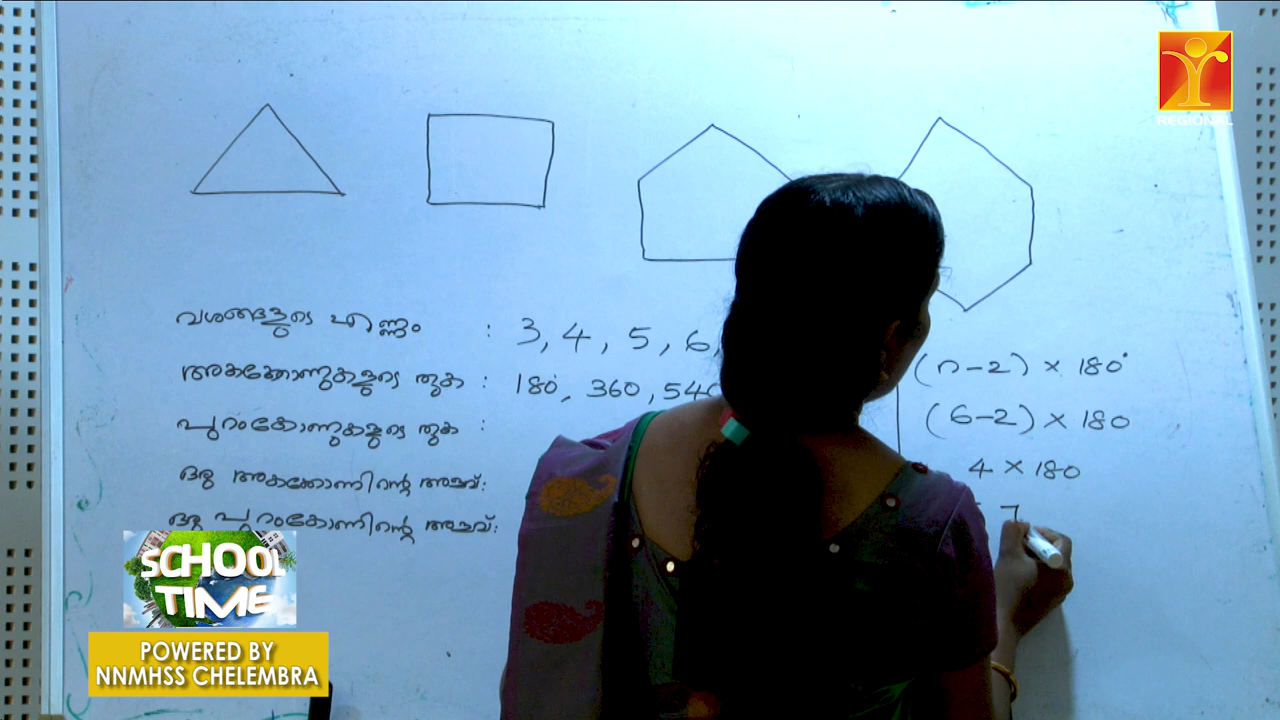 REGIONAL
വശങ്ങളുടെ എണ്ണം : 3, 4, 5, 6,
അകക്കോണുകളുടെ തുക : 180°, 360, 540
പുറംകോണുകളുടെ തുക :
ഒരു അകക്കോണിന്റെ അളവ്:
ഒരു പുറംകോണിന്റെ അളവ്:
(n-2) × 180°
(6-2) × 180
4 × 180
7
SCHOOL
TIME
POWERED BY
NNMHSS CHELEMBRA